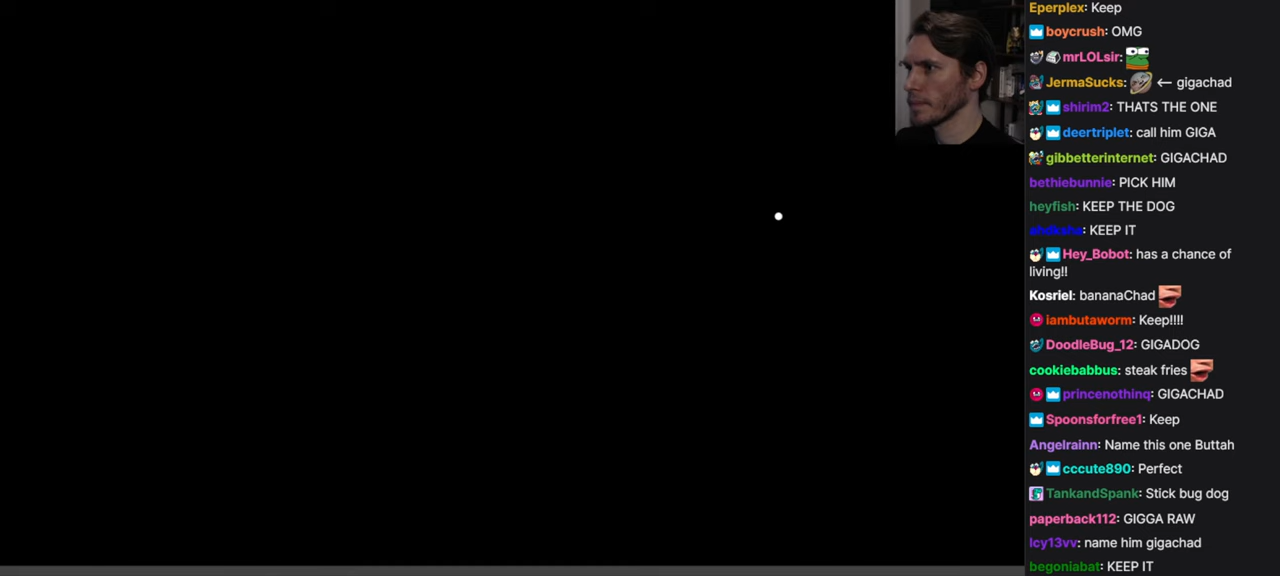 Eperplex: Keep
boycrush: OMG
mrLOLsir:
JermaSucks: ← gigachad
shirim2: THATS THE ONE
deertriplet: call him GIGA
gibbetterinternet: GIGACHAD
bethiebunnie: PICK HIM
heyfish: KEEP THE DOG
ahdksha: KEEP IT
Hey_Bobot: has a chance of
living!!
Kosriel: bananaChad
iambutaworm: Keep!!!!
DoodleBug_12: GIGADOG
cookiebabbus: steak fries
princenothinq: GIGACHAD
Spoonsforfree1: Keep
Angelrainn: Name this one Buttah
cccute890: Perfect
TankandSpank: Stick bug dog
paperback112: GIGGA RAW
lcy13vv: name him gigachad
begoniabat: KEEP IT